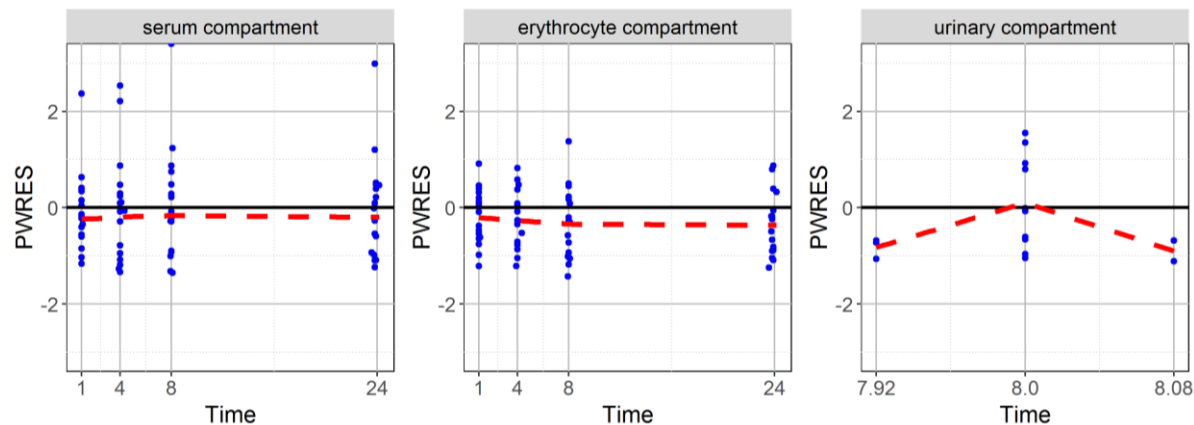 serum compartment
erythrocyte compartment
urinary compartment
PWRES
2
0
-2
1 4 8 24
Time
PWRES
2
0
-2
1 4 8 24
Time
PWRES
2
0
-2
7.92 8.0 8.08
Time